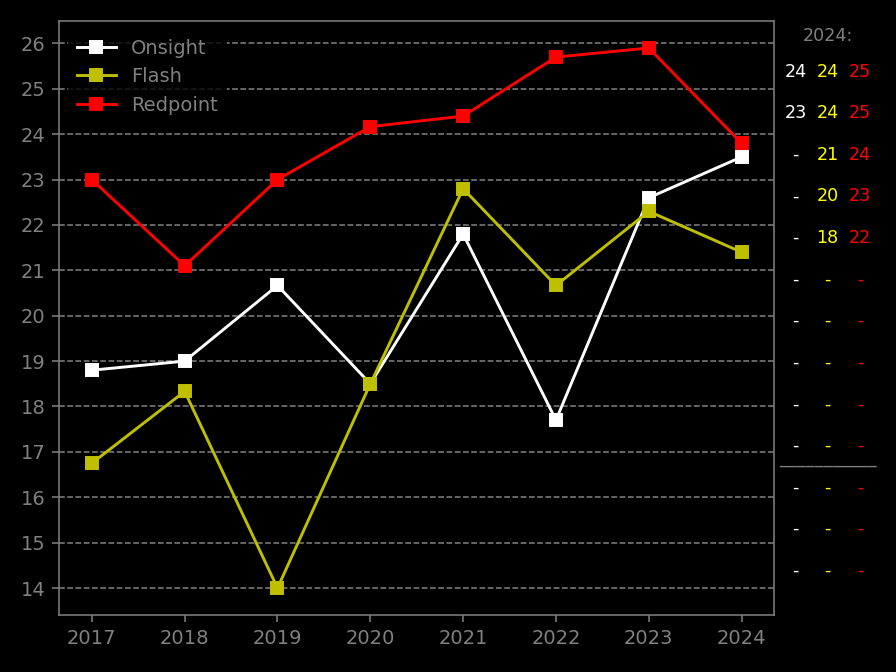 Onsight
Flash
Redpoint
26
25
24
23
22
21
20
19
18
17
16
15
14
2017 2018 2019 2020 2021 2022 2023 2024
2024:
24 24 25
23 24 25
- 21 24
- 20 23
- 18 22
- - -
- - -
- - -
- - -
- - -
- - -
- - -
- - -